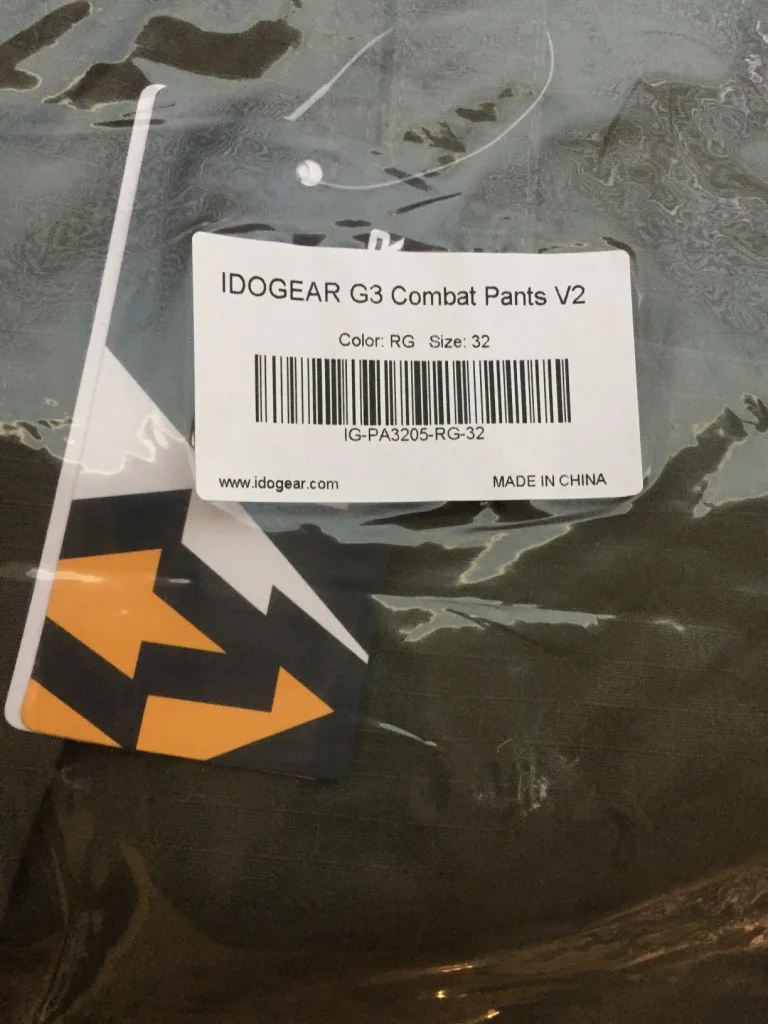 IDOGEAR G3 Combat Pants V2
Color: RG Size: 32
IG-PA3205-RG-32
www.idogear.com MADE IN CHINA